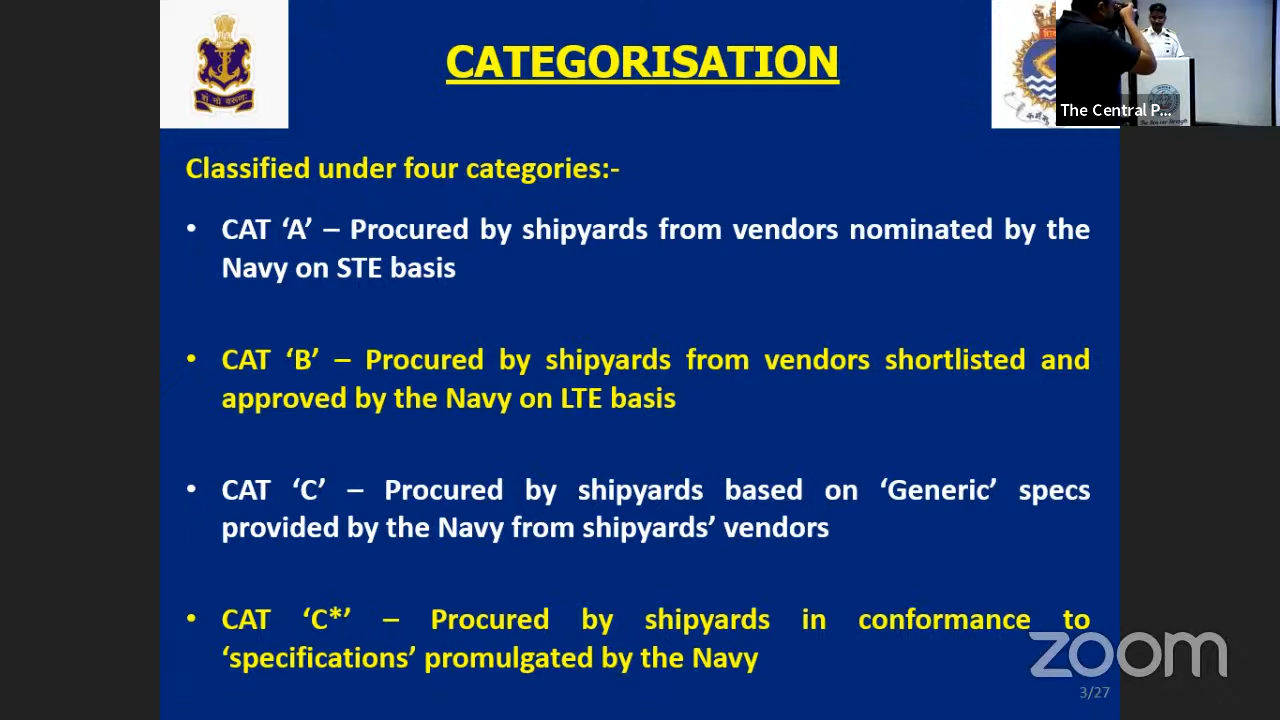 CATEGORISATION
शं नो वरुणः
The Central P...
Classified under four categories:-
• CAT ‘A’ – Procured by shipyards from vendors nominated by the
Navy on STE basis
• CAT ‘B’ – Procured by shipyards from vendors shortlisted and
approved by the Navy on LTE basis
• CAT ‘C’ – Procured by shipyards based on ‘Generic’ specs
provided by the Navy from shipyards’ vendors
• CAT ‘C*’ – Procured by shipyards in conformance to
‘specifications’ promulgated by the Navy
zoom
3/27